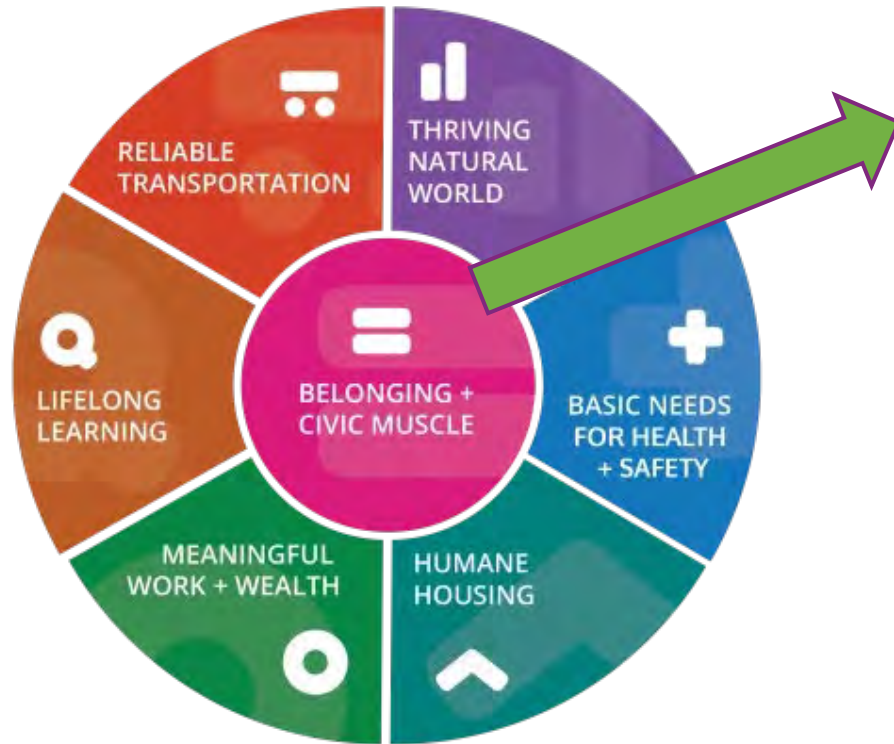 THRIVING
NATURAL
WORLD
BASIC NEEDS
FOR HEALTH
+ SAFETY
HUMANE
HOUSING
MEANINGFUL
WORK + WEALTH
LIFELONG
LEARNING
RELIABLE
TRANSPORTATION
BELONGING +
CIVIC MUSCLE